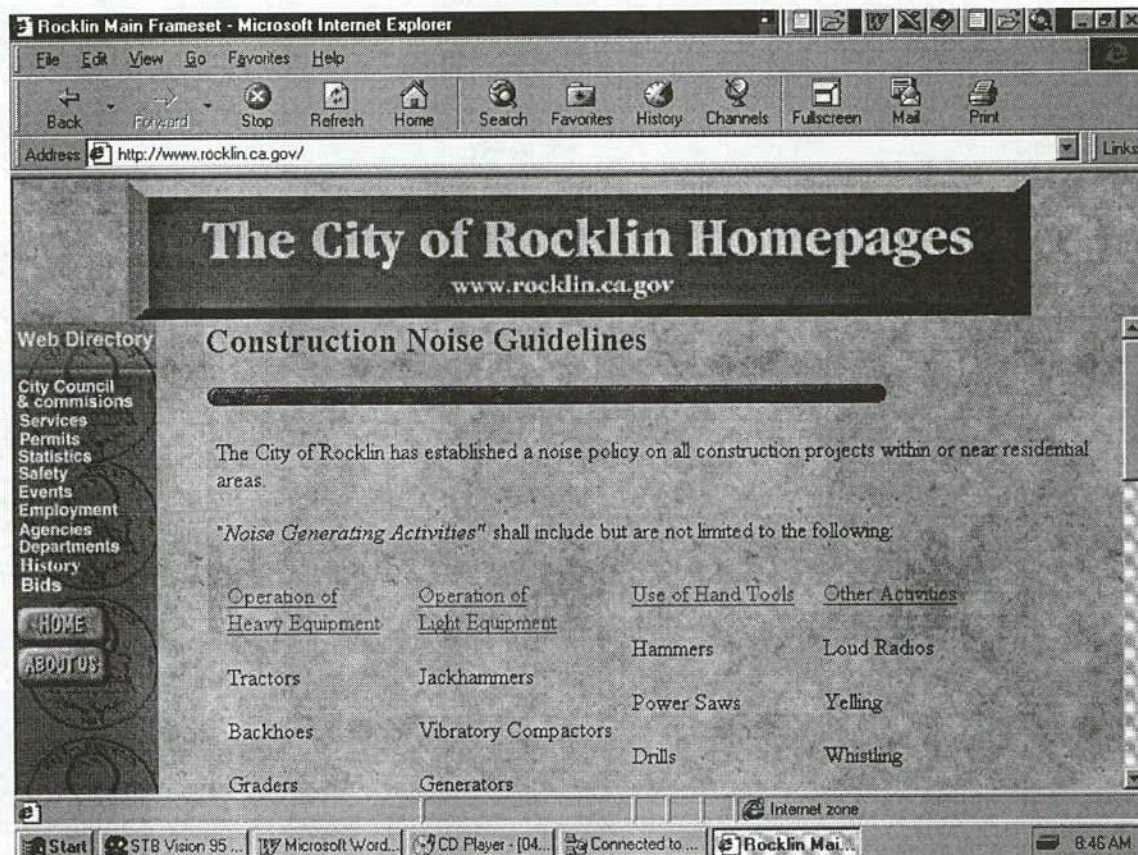 Rocklin Main Frameset - Microsoft Internet Explorer
File Edit View Go Favorites Help
Back Forward Stop Refresh Home Search Favorites History Channels Fullscreen Mail Print
Address http://www.rocklin.ca.gov/ Links
The City of Rocklin Homepages
www.rocklin.ca.gov
Web Directory
City Council
& commisions
Services
Permits
Statistics
Safety
Events
Employment
Agencies
Departments
History
Bids
HOME
ABOUT US
Construction Noise Guidelines
The City of Rocklin has established a noise policy on all construction projects within or near residential
areas.
"Noise Generating Activities" shall include but are not limited to the following:
Operation of
Heavy Equipment
Tractors
Backhoes
Graders
Operation of
Light Equipment
Jackhammers
Vibratory Compactors
Generators
Use of Hand Tools
Hammers
Power Saws
Drills
Other Activities
Loud Radios
Yelling
Whistling
Internet zone
Start STB Vision 95 ... Microsoft Word... CD Player - [04... Connected to ... Rocklin Mai... 8:46 AM